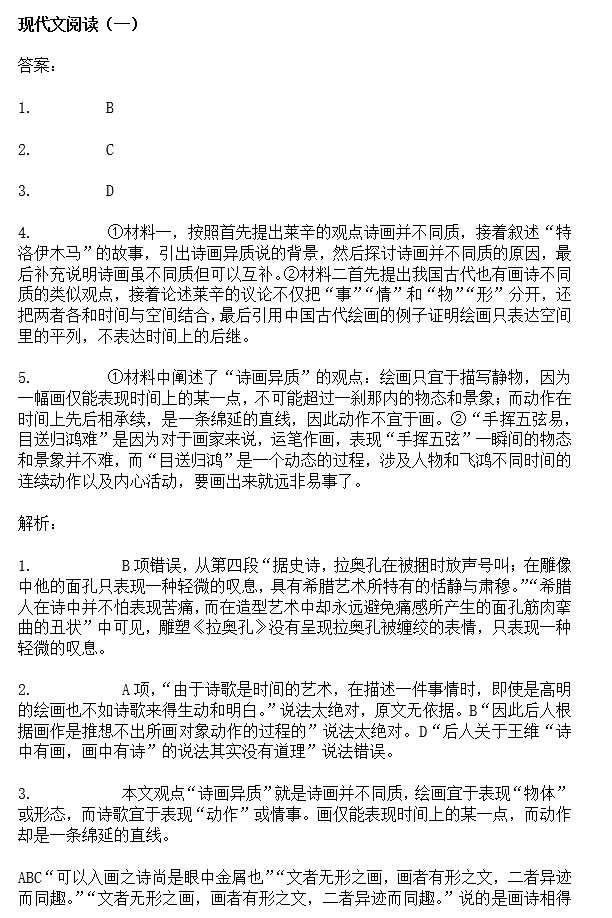 现代文阅读（一）
答案：
1. B
2. C
3. D
4. ①材料一，按照首先提出莱辛的观点诗画并不同质，接着叙述“特
洛伊木马”的故事，引出诗画异质说的背景，然后探讨诗画并不同质的原因，最
后补充说明诗画虽不同质但可以互补。②材料二首先提出我国古代也有画诗不同
质的类似观点，接着论述莱辛的议论不仅把“事”“情”和“物”“形”分开，还
把两者各和时间与空间结合，最后引用中国古代绘画的例子证明绘画只表达空间
里的平列，不表达时间上的后继。
5. ①材料中阐述了“诗画异质”的观点：绘画只宜于描写静物，因为
一幅画仅能表现时间上的某一点，不可能超过一刹那内的物态和景象；而动作在
时间上先后相承续，是一条绵延的直线，因此动作不宜于画。②“手挥五弦易，
目送归鸿难”是因为对于画家来说，运笔作画，表现“手挥五弦”一瞬间的物态
和景象并不难，而“目送归鸿”是一个动态的过程，涉及人物和飞鸿不同时间的
连续动作以及内心活动，要画出来就远非易事了。
解析：
1. B 项错误，从第四段“据史诗，拉奥孔在被捆时放声号叫；在雕像
中他的面孔只表现一种轻微的叹息，具有希腊艺术所特有的恬静与肃穆。”“希腊
人在诗中并不怕表现苦痛，而在造型艺术中却永远避免痛感所产生的面孔筋肉挛
曲的丑状”中可见，雕塑《拉奥孔》没有呈现拉奥孔被缠绞的表情，只表现一种
轻微的叹息。
2. A 项，“由于诗歌是时间的艺术，在描述一件事情时，即使是高明
的绘画也不如诗歌来得生动和明白。”说法太绝对，原文无依据。B“因此后人根
据画作是推想不出所画对象动作的过程的”说法太绝对。D“后人关于王维“诗
中有画，画中有诗”的说法其实没有道理”说法错误。
3. 本文观点“诗画异质”就是诗画并不同质，绘画宜于表现“物体”
或形态，而诗歌宜于表现“动作”或情事。画仅能表现时间上的某一点，而动作
却是一条绵延的直线。
ABC“可以入画之诗尚是眼中金屑也”“文者无形之画，画者有形之文，二者异迹
而同趣。”“文者无形之画，画者有形之文，二者异迹而同趣。”说的是画诗相得